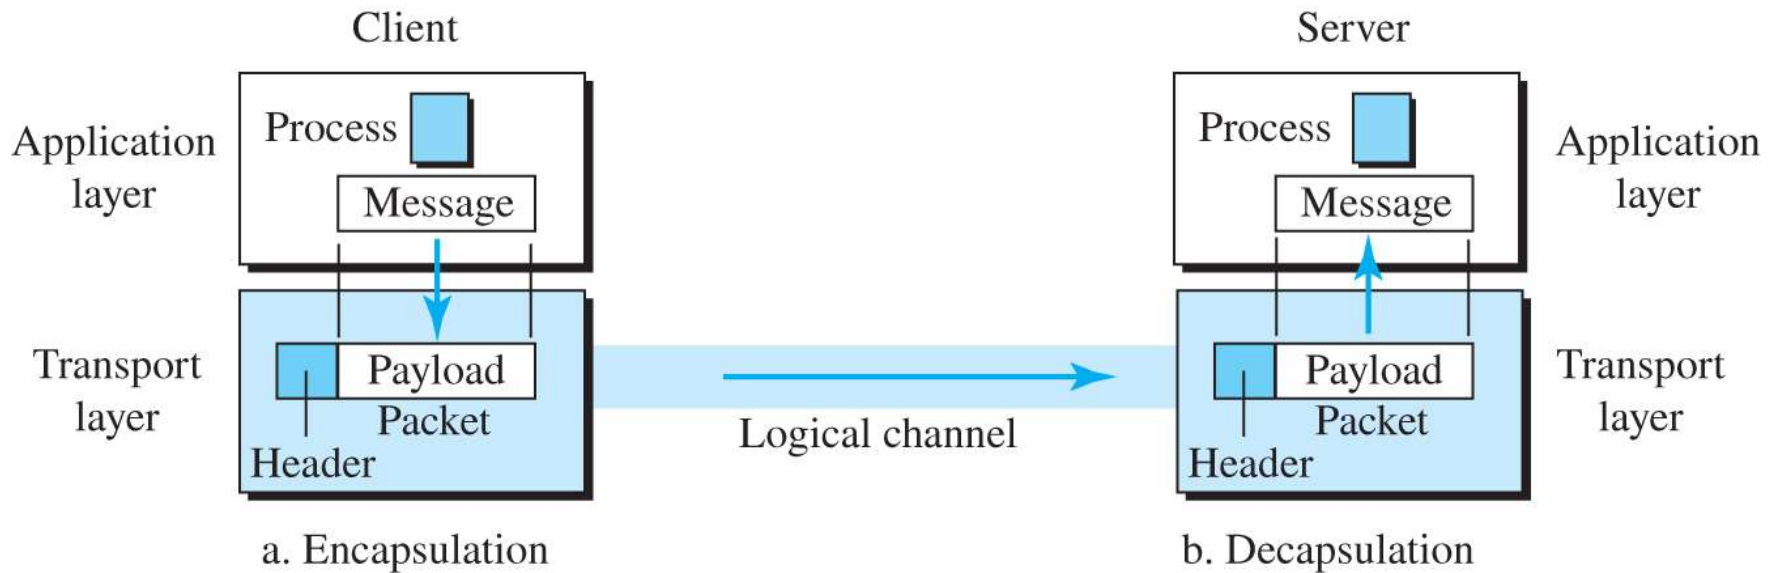 Client
Server
Application
layer
Process
Message
Process
Message
Application
layer
Transport
layer
Payload
Packet
Header
Logical channel
Payload
Packet
Header
Transport
layer
a. Encapsulation
b. Decapsulation